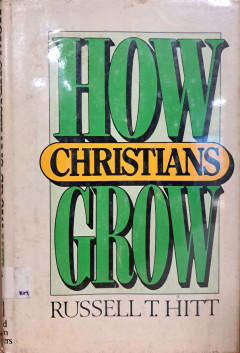 HOW
CHRISTIANS
GROW
RUSSELL T. HITT